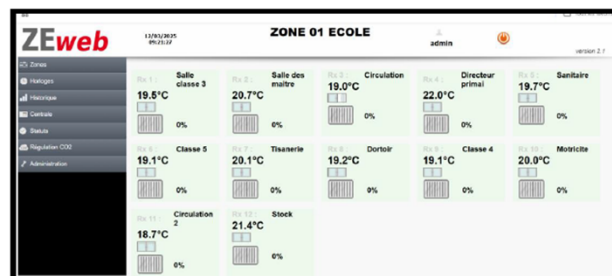 ZEweb
13/03/2025
09:21:27
ZONE 01 ECOLE
admin
version 2.1
Zones
Horloges
Historique
Centrale
Statuts
Régulation CO2
Administration
Rx 1 : Salle classe 3
19.5°C
0%
Rx 2 : Salle des maitre
20.7°C
0%
Rx 3 : Circulation
19.0°C
0%
Rx 4 : Directeur primai
22.0°C
0%
Rx 5 : Sanitaire
19.7°C
0%
Rx 6 : Classe 5
19.1°C
0%
Rx 7 : Tisanerie
20.1°C
0%
Rx 8 : Dortoir
19.2°C
0%
Rx 9 : Classe 4
19.1°C
0%
Rx 10 : Motricite
20.0°C
0%
Rx 11 : Circulation 2
18.7°C
0%
Rx 12 : Stock
21.4°C
0%